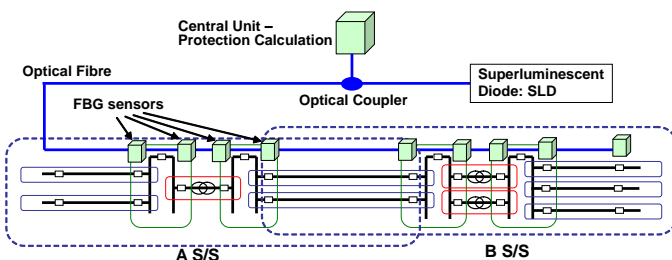 Central Unit –
Protection Calculation
Optical Fibre
Superluminescent
Diode: SLD
FBG sensors
Optical Coupler
A S/S
B S/S